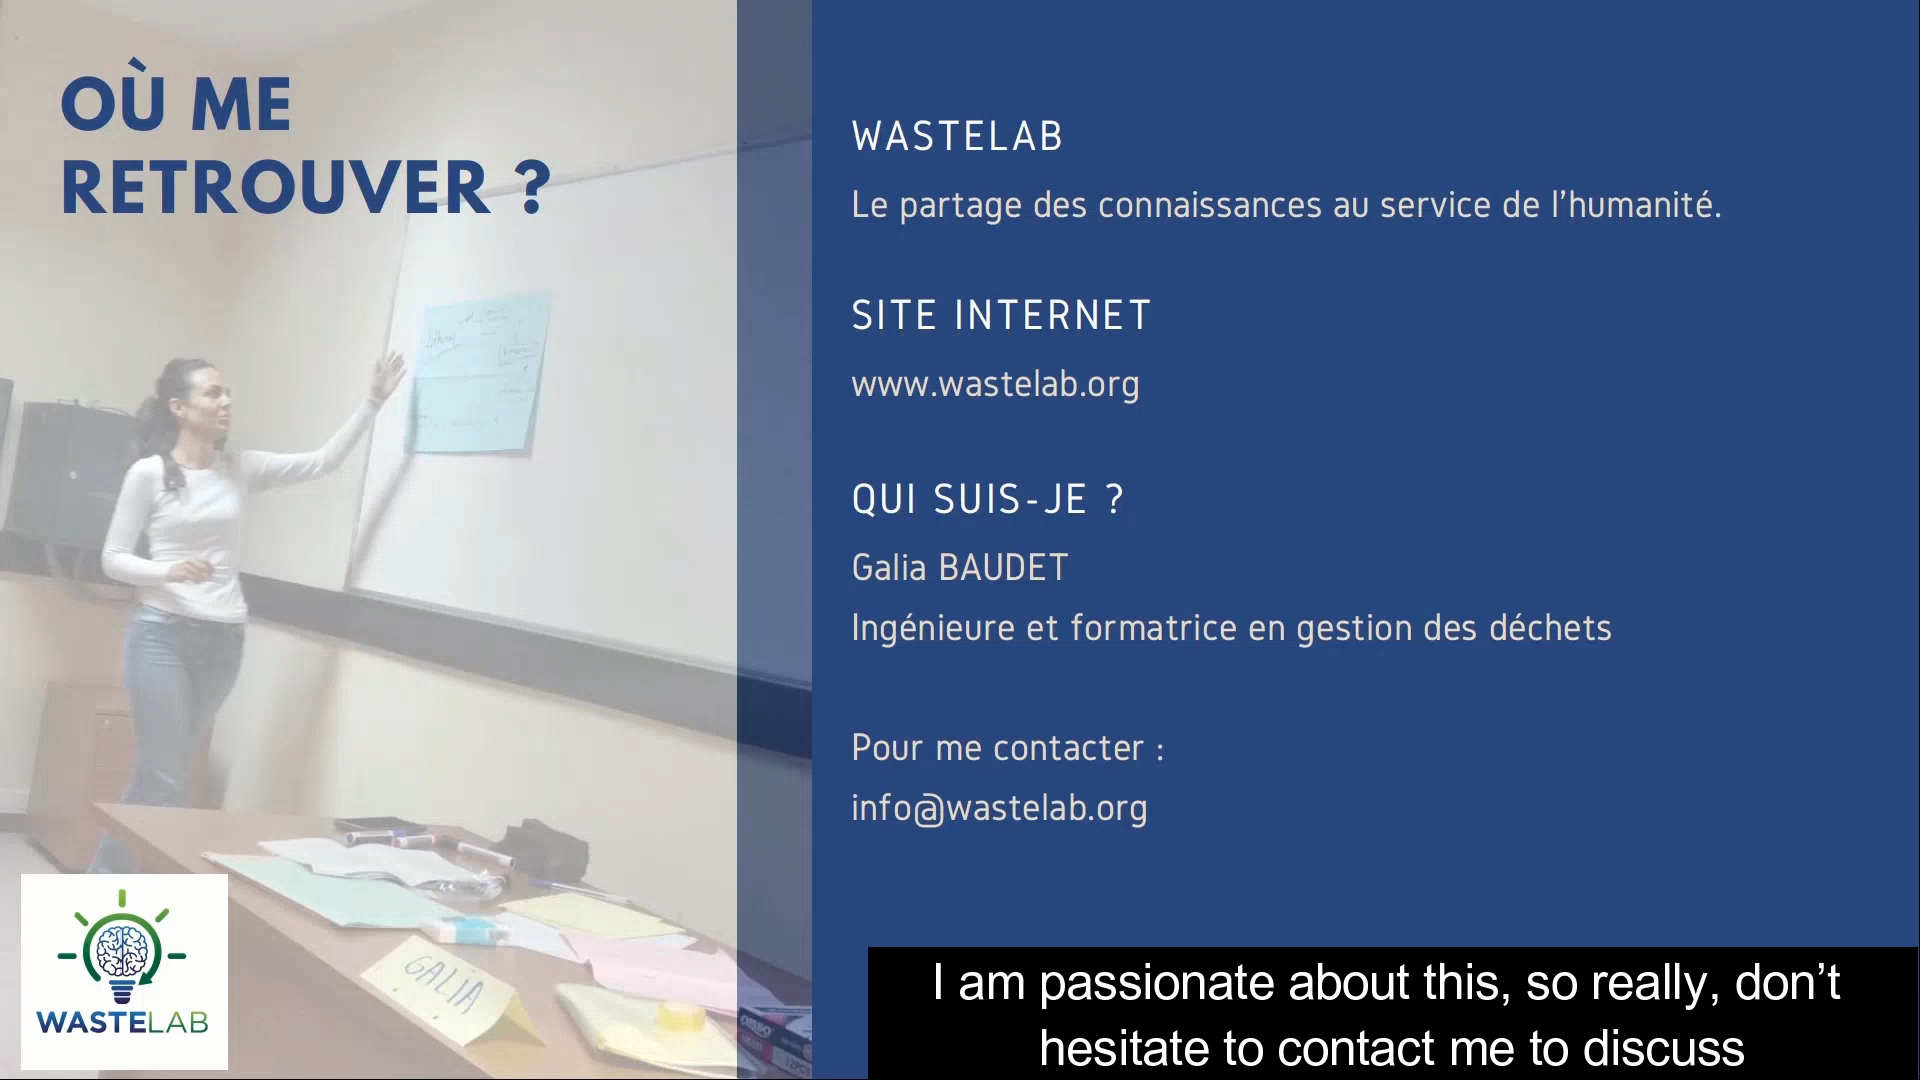 OÙ ME
RETROUVER ?
WASTELAB
Le partage des connaissances au service de l'humanité.
SITE INTERNET
www.wastelab.org
QUI SUIS-JE ?
Galia BAUDET
Ingénieure et formatrice en gestion des déchets
Pour me contacter :
info@wastelab.org
GALIA
WASTELAB
I am passionate about this, so really, don’t
hesitate to contact me to discuss